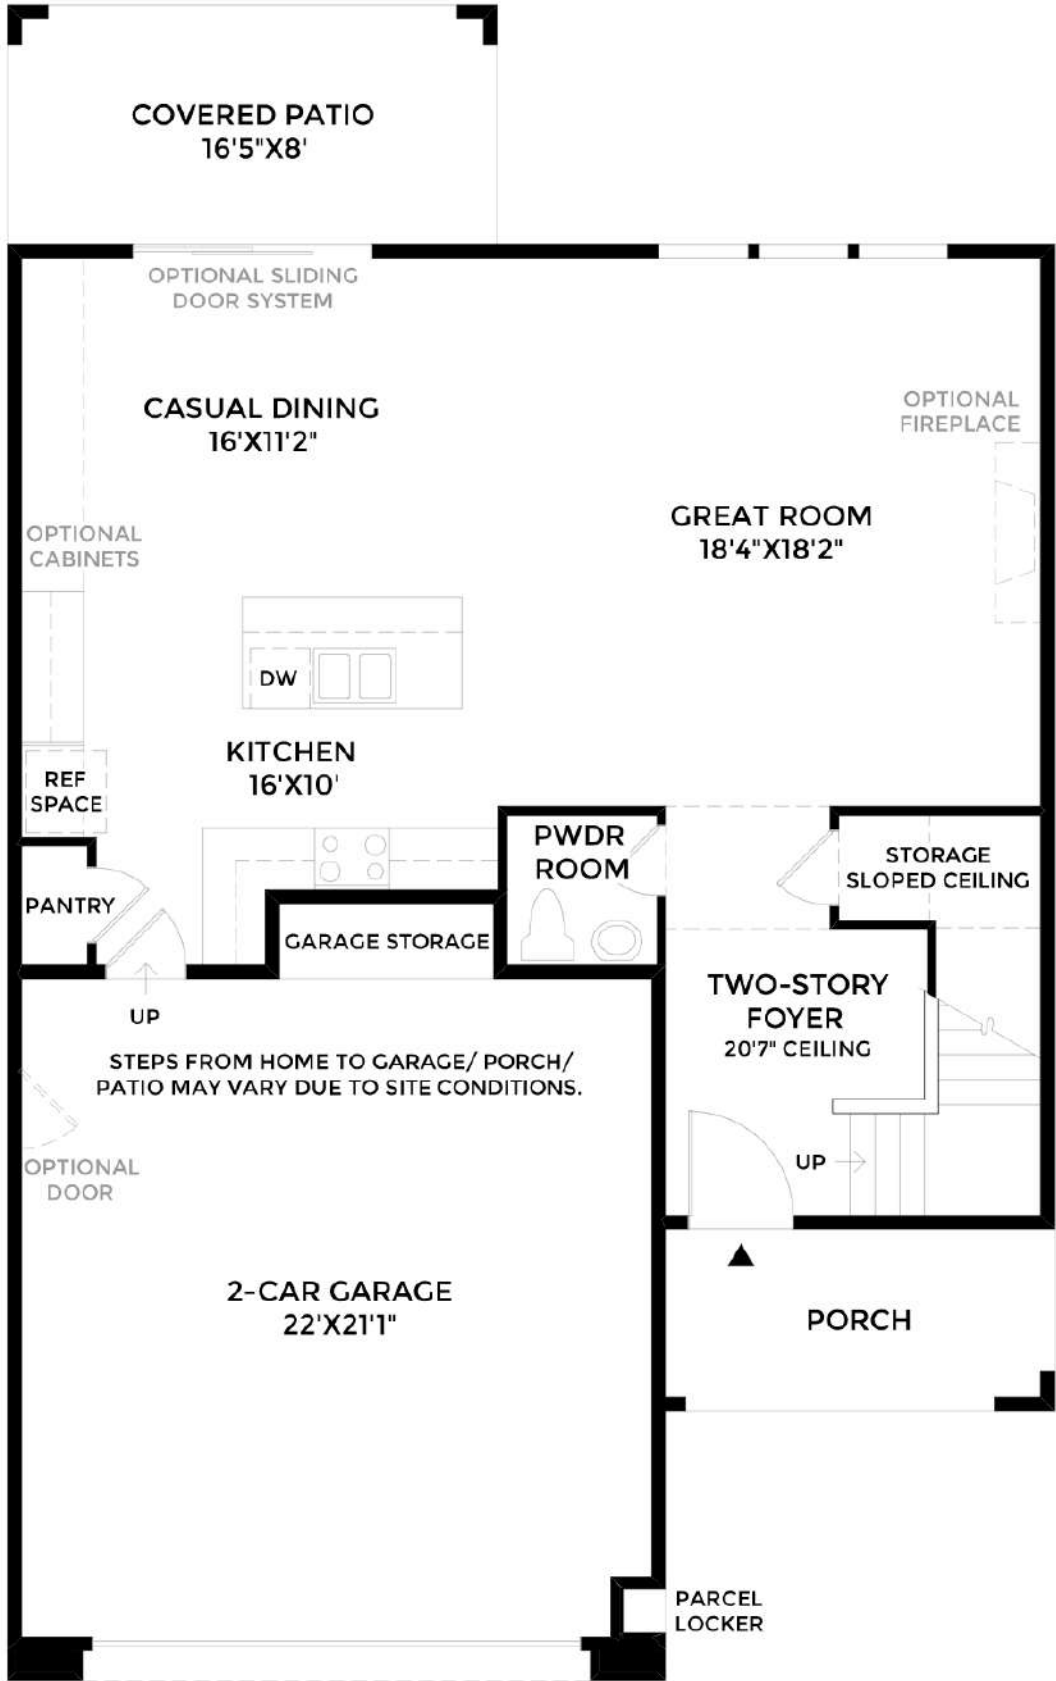 COVERED PATIO
16'5"X8'
OPTIONAL SLIDING
DOOR SYSTEM
CASUAL DINING
16'X11'2"
OPTIONAL
FIREPLACE
GREAT ROOM
18'4"X18'2"
OPTIONAL
CABINETS
DW
KITCHEN
16'X10'
REF
SPACE
PWDR
ROOM
STORAGE
SLOPED CEILING
PANTRY
GARAGE STORAGE
TWO-STORY
FOYER
20'7" CEILING
UP
STEPS FROM HOME TO GARAGE/ PORCH/
PATIO MAY VARY DUE TO SITE CONDITIONS.
OPTIONAL
DOOR
UP
2-CAR GARAGE
22'X21'1"
PORCH
PARCEL
LOCKER